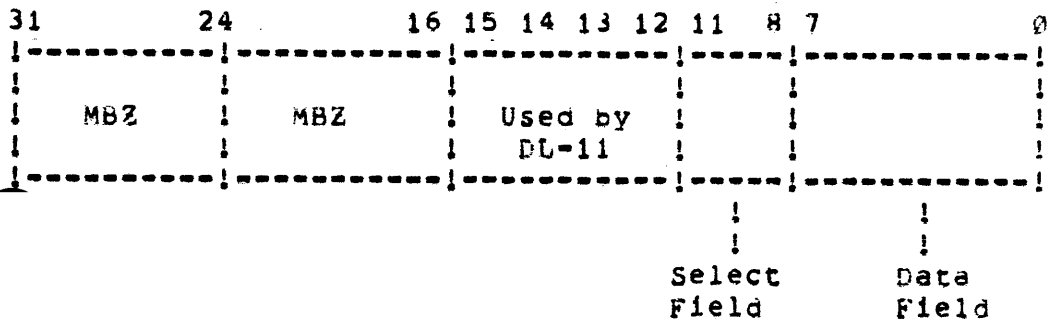 31 24 16 15 14 13 12 11 8 7 0
MBZ MBZ Used by
DL-11
Select Data
Field Field